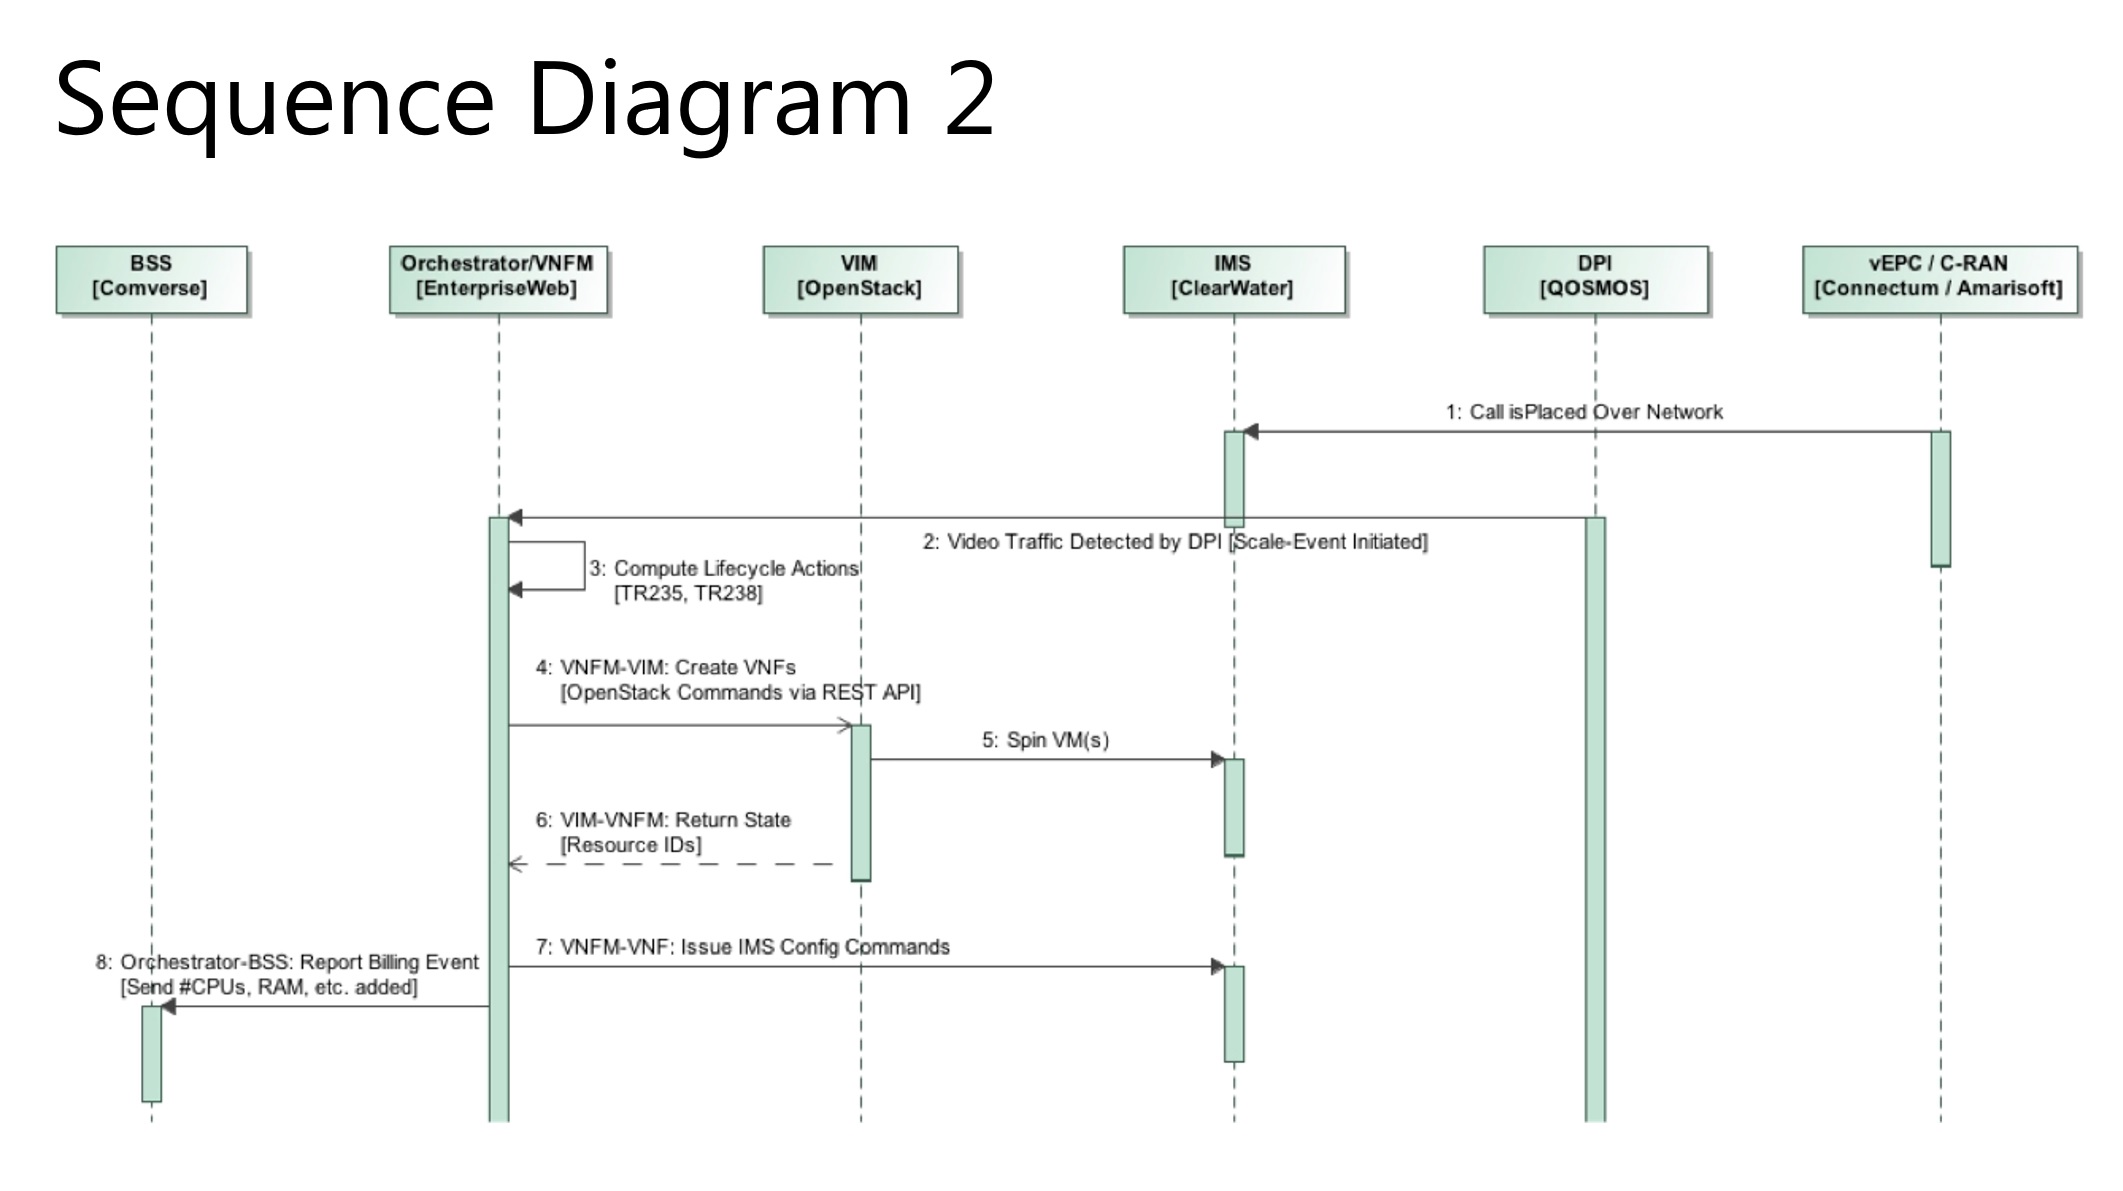 Sequence Diagram 2
BSS
[Comverse]
Orchestrator/VNFM
[EnterpriseWeb]
VIM
[OpenStack]
IMS
[ClearWater]
DPI
[QOSMOS]
vEPC / C-RAN
[Connectum / Amarisoft]
1: Call isPlaced Over Network
2: Video Traffic Detected by DPI [Scale-Event Initiated]
3: Compute Lifecycle Actions
[TR235, TR238]
4: VNFM-VIM: Create VNFs
[OpenStack Commands via REST API]
5: Spin VM(s)
6: VIM-VNFM: Return State
[Resource IDs]
7: VNFM-VNF: Issue IMS Config Commands
8: Orchestrator-BSS: Report Billing Event
[Send #CPUs, RAM, etc. added]